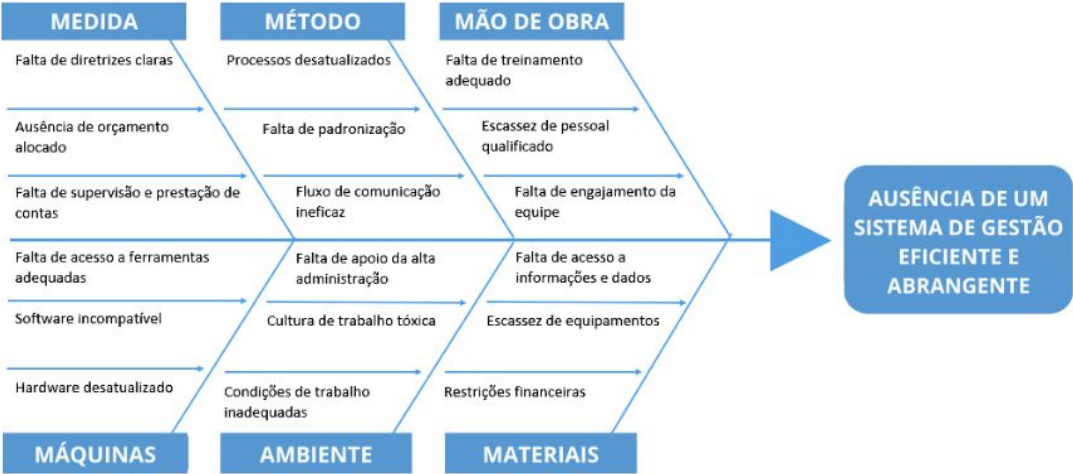 MEDIDA
Falta de diretrizes claras
Ausência de orçamento
alocado
Falta de supervisão e prestação de
contas
MÉTODO
Processos desatualizados
Falta de padronização
Fluxo de comunicação
ineficaz
MÃO DE OBRA
Falta de treinamento
adequado
Escassez de pessoal
qualificado
Falta de engajamento da
equipe
AUSÊNCIA DE UM
SISTEMA DE GESTÃO
EFICIENTE E
ABRANGENTE
Falta de acesso a ferramentas
adequadas
Software incompatível
Hardware desatualizado
MÁQUINAS
Falta de apoio da alta
administração
Cultura de trabalho tóxica
Condições de trabalho
inadequadas
AMBIENTE
Falta de acesso a
informações e dados
Escassez de equipamentos
Restrições financeiras
MATERIAIS